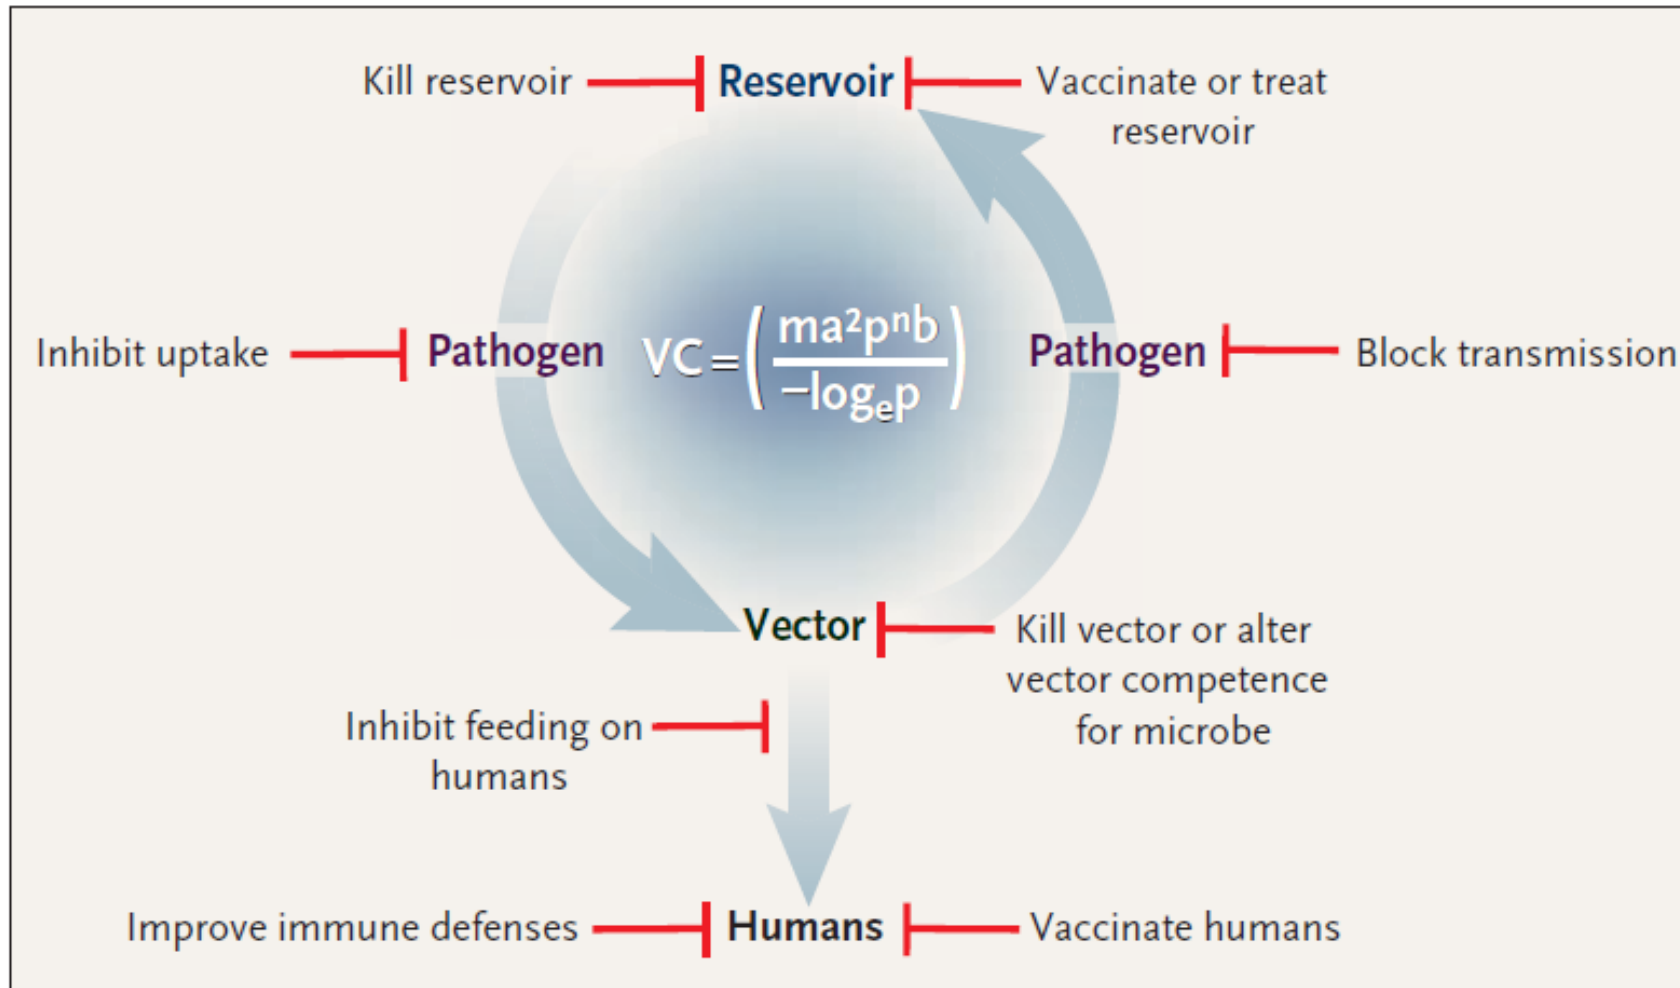 Kill reservoir
Reservoir
Vaccinate or treat
reservoir
Inhibit uptake
Pathogen
VC=(ma²pⁿb/−logₑp)
Pathogen
Block transmission
Vector
Kill vector or alter
vector competence
for microbe
Inhibit feeding on
humans
Improve immune defenses
Humans
Vaccinate humans